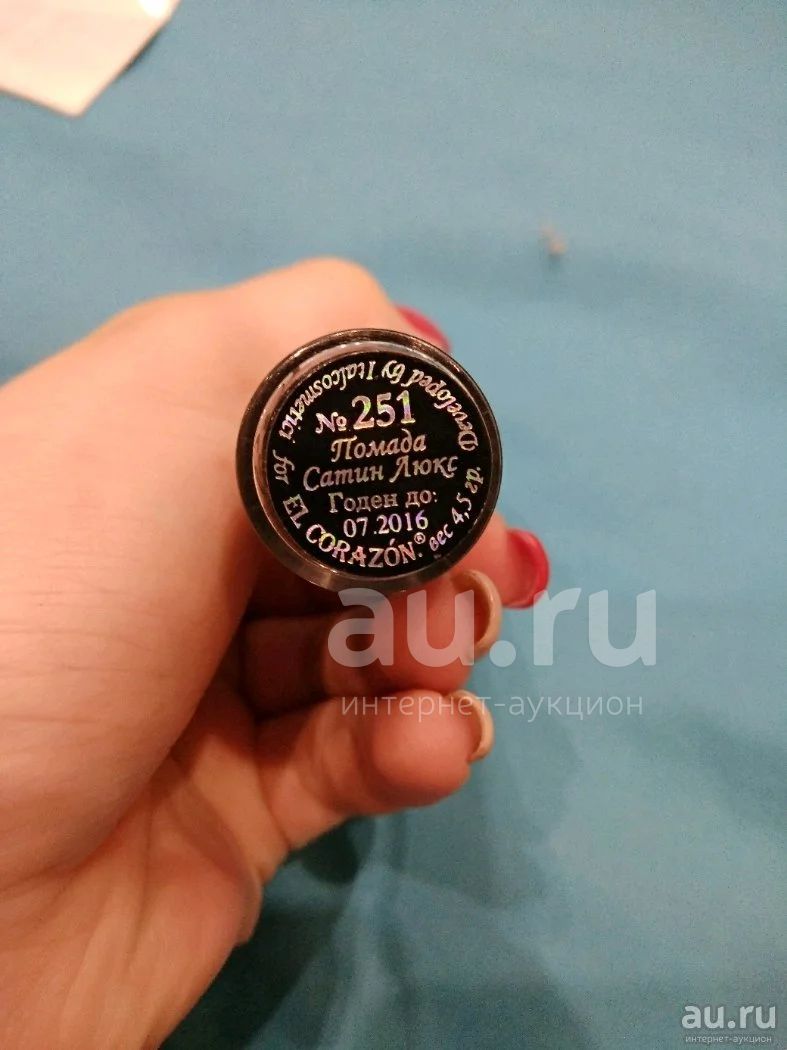 № 251
Помада
Сатин Люкс
Годен до:
07.2016
Developed by Italcosmetici for EL CORAZÓN.® вес 4,5 гр.
au.ru
интернет-аукцион
au.ru
интернет-аукцион